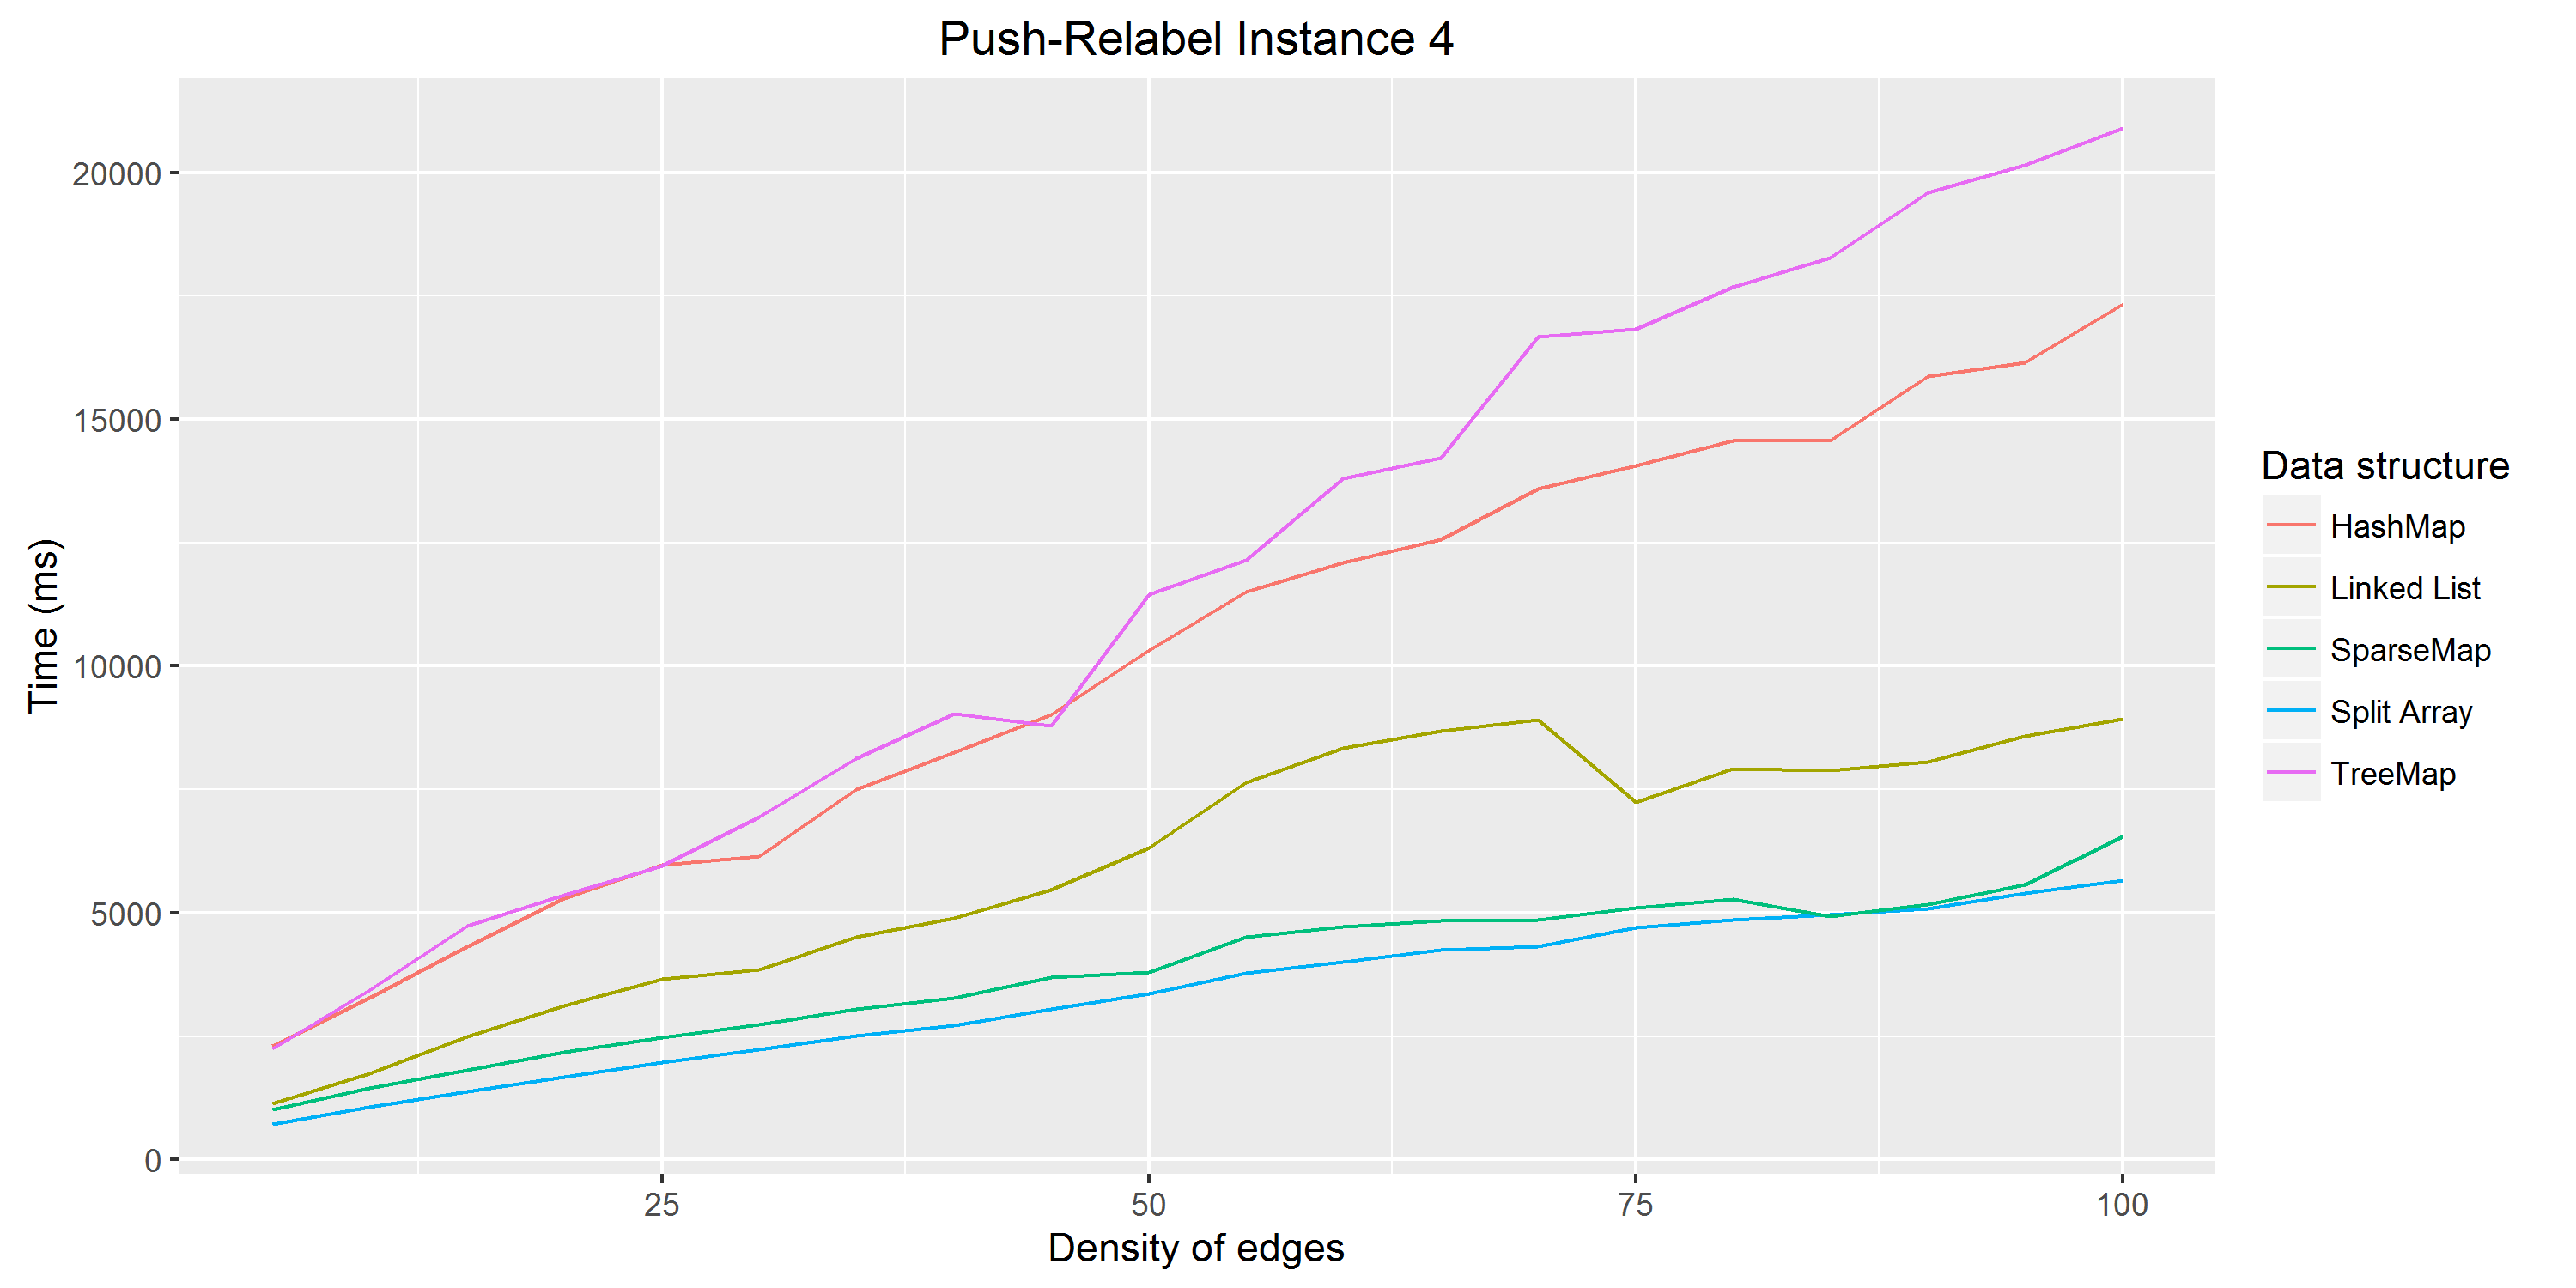 Push-Relabel Instance 4
20000
15000
10000
5000
0
Time (ms)
25 50 75 100
Density of edges
Data structure
HashMap
Linked List
SparseMap
Split Array
TreeMap